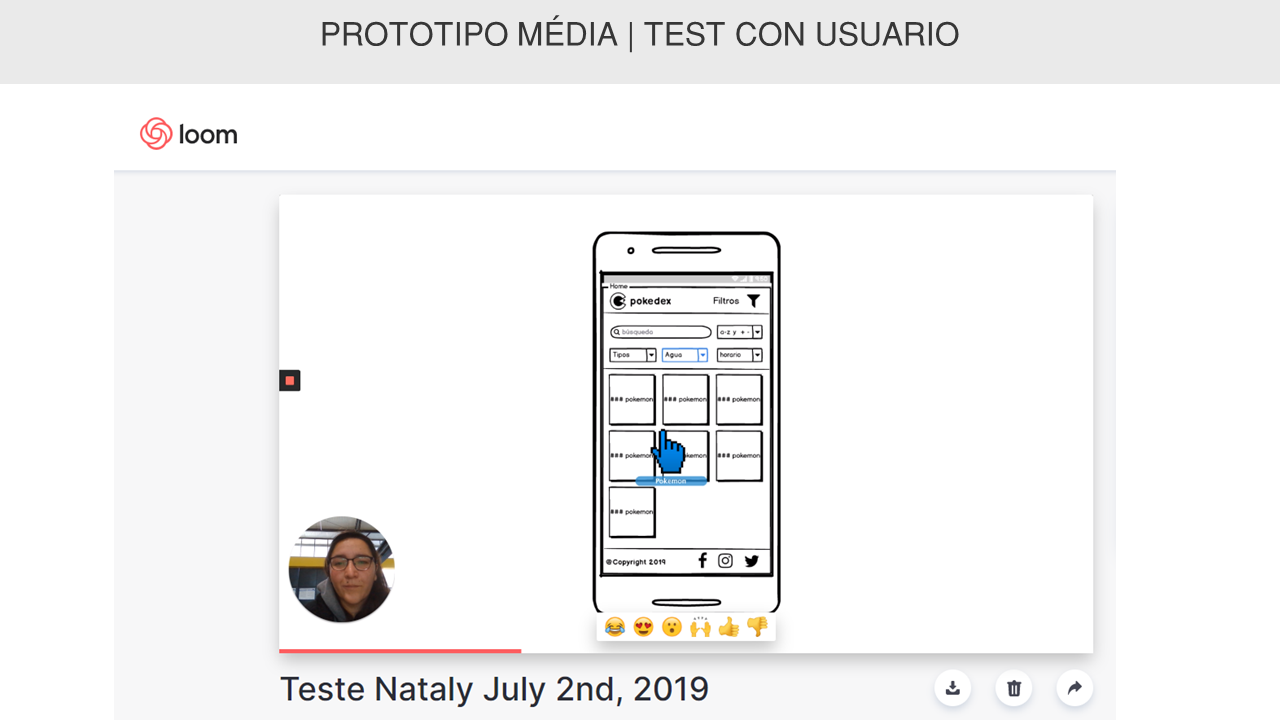 PROTOTIPO MÉDIA | TEST CON USUARIO
loom
Home
pokedex
Filtros
búsqueda
a-z y + -
Tipos
Agua
horario
### pokemon
### pokemon
### pokemon
### pokemon
kemon
### pokemon
Pokemon
### pokemon
©Copyright 2019
Teste Nataly July 2nd, 2019